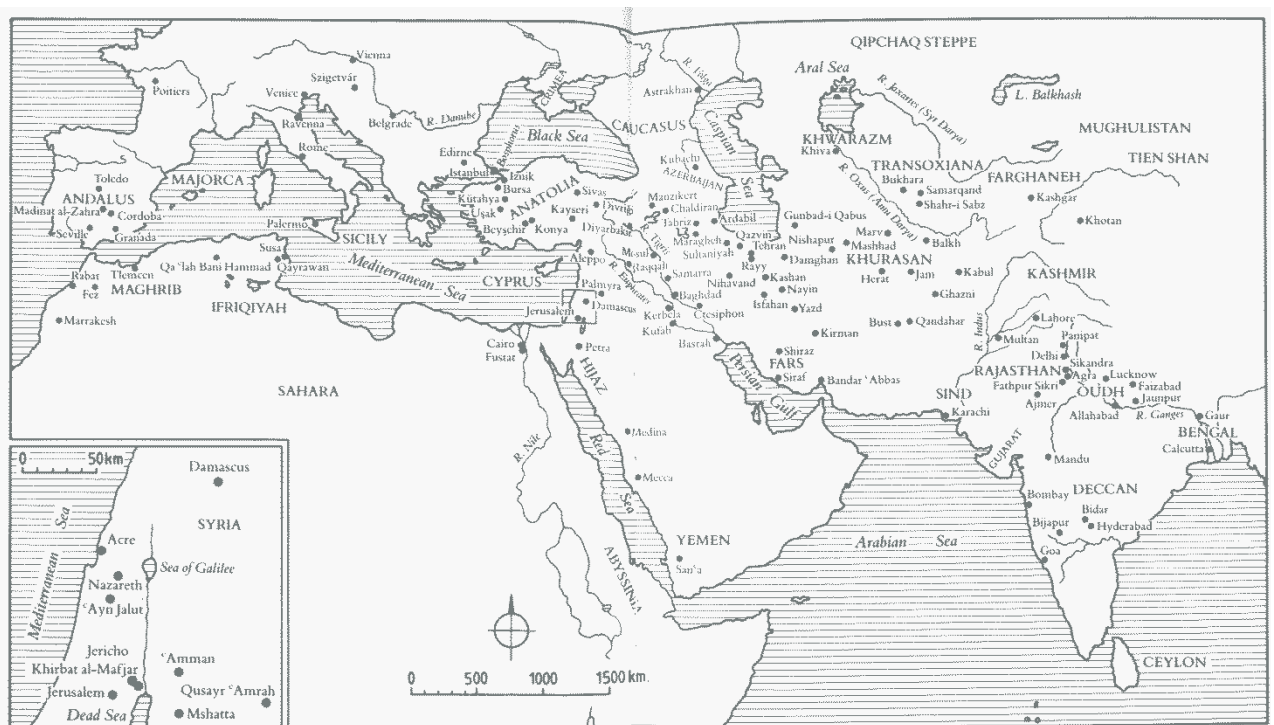 QIPCHAQ STEPPE
Vienna
Szigetvár
Poitiers
Venice
Ravenna
Belgrade
R. Danube
Rome
CRIMEA
Black Sea
Bosphorus
R. Volga
Astrakhan
CAUCASUS
Caspian
Sea
Kubachi
AZERBAIJAN
Aral Sea
R. Jaxartes (Syr Darya)
L. Balkhash
MUGHULISTAN
TIEN SHAN
KHWARAZM
Khiva
TRANSOXIANA
FARGHANEH
Bukhara
Samarqand
Shahr-i Sabz
R. Oxus (Amu Darya)
Kashgar
Khotan
Toledo
ANDALUS
Madinat al-Zahra
Cordoba
Seville
Granada
MAJORCA
Palermo
SICILY
Edirne
Istanbul
Iznik
Bursa
Kütahya
Uşak
ANATOLIA
Beyşehir
Konya
Kayseri
Sivas
Divriği
Diyarbakır
Manzikert
Chaldiran
Tabriz
Ardabil
Maragheh
Qazvin
Sultaniyah
Tehran
Rayy
Gunbad-i Qabus
Nishapur
Damghan
Marv
Mashhad
Balkh
KHURASAN
Herat
Jam
Kabul
Ghazni
KASHMIR
Rabat
Fez
Tlemcen
MAGHRIB
Marrakesh
Qaʿlah Bani Hammad
Susa
Qayrawan
IFRIQIYAH
Mediterranean Sea
CYPRUS
Aleppo
R. Tigris
Mosul
Raqqah
R. Euphrates
Samarra
Palmyra
Damascus
Jerusalem
Baghdad
Ctesiphon
Kerbela
Kufah
Basrah
Nihavand
Kashan
Nayin
Isfahan
Yazd
Kirman
Bust
Qandahar
Shiraz
FARS
Siraf
Bandar ʿAbbas
Persian Gulf
Cairo
Fustat
Petra
HIJAZ
SAHARA
R. Nile
Medina
Mecca
Red
Sea
YEMEN
San'a
ABYSSINIA
Arabian Sea
R. Indus
Lahore
Multan
Panipat
Delhi
Sikandra
RAJASTHAN
Agra
Fathpur Sikri
Ajmer
Lucknow
OUDH
Faizabad
Jaunpur
Allahabad
R. Ganges
Gaur
BENGAL
Calcutta
SIND
Karachi
GUJARAT
Mandu
DECCAN
Bombay
Bidar
Bijapur
Hyderabad
Goa
CEYLON
0 500 1000 1500 km.
0 50km
Damascus
SYRIA
Mediterranean Sea
Acre
Sea of Galilee
Nazareth
ʿAyn Jalut
Jericho
Khirbat al-Mafjar
Jerusalem
Dead Sea
ʿAmman
Qusayr ʿAmrah
Mshatta